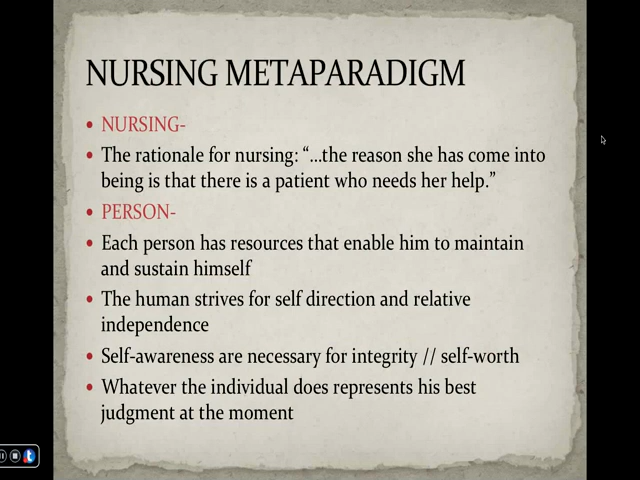 NURSING METAPARADIGM
• NURSING-
• The rationale for nursing: “…the reason she has come into
being is that there is a patient who needs her help.”
• PERSON-
• Each person has resources that enable him to maintain
and sustain himself
• The human strives for self direction and relative
independence
• Self-awareness are necessary for integrity // self-worth
• Whatever the individual does represents his best
judgment at the moment
t